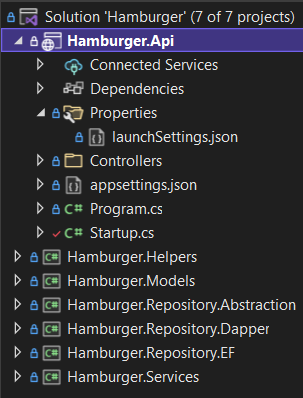 Solution 'Hamburger' (7 of 7 projects)
Hamburger.Api
Connected Services
Dependencies
Properties
launchSettings.json
Controllers
appsettings.json
C# Program.cs
C# Startup.cs
C# Hamburger.Helpers
C# Hamburger.Models
C# Hamburger.Repository.Abstraction
C# Hamburger.Repository.Dapper
C# Hamburger.Repository.EF
C# Hamburger.Services